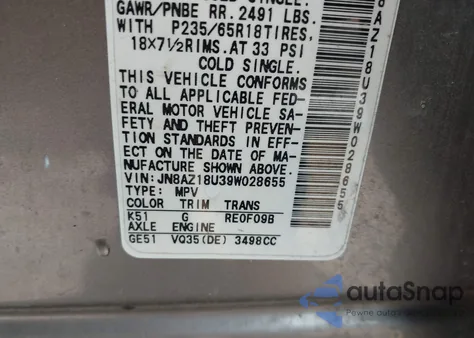 GAWR/PNBE RR. 2491 LBS.
WITH P235/65R18TIRES,
18X7½RIMS.AT 33 PSI
COLD SINGLE.
THIS VEHICLE CONFORMS
TO ALL APPLICABLE FED-
ERAL MOTOR VEHICLE SA-
FETY AND THEFT PREVEN-
TION STANDARDS IN EFF-
ECT ON THE DATE OF MA-
NUFACTURE SHOWN ABOVE.
VIN:JN8AZ18U39W028655
TYPE: MPV
COLOR TRIM TRANS
K51 G RE0F09B
AXLE ENGINE
GE51 VQ35(DE) 3498CC
AZ18U39W028655
autoSnap